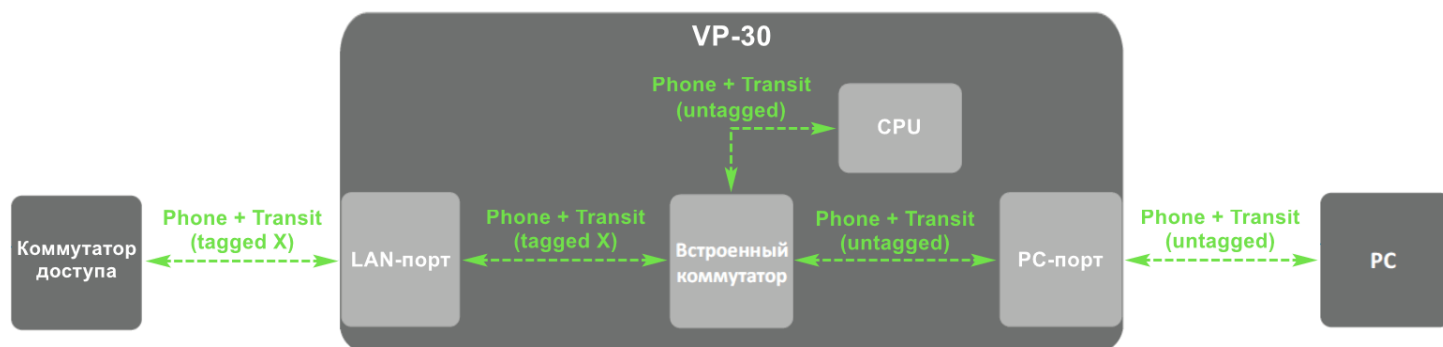 VP-30
Phone + Transit
(untagged)
CPU
Коммутатор
доступа
Phone + Transit
(tagged X)
LAN-порт
Phone + Transit
(tagged X)
Встроенный
коммутатор
Phone + Transit
(untagged)
PC-порт
Phone + Transit
(untagged)
PC